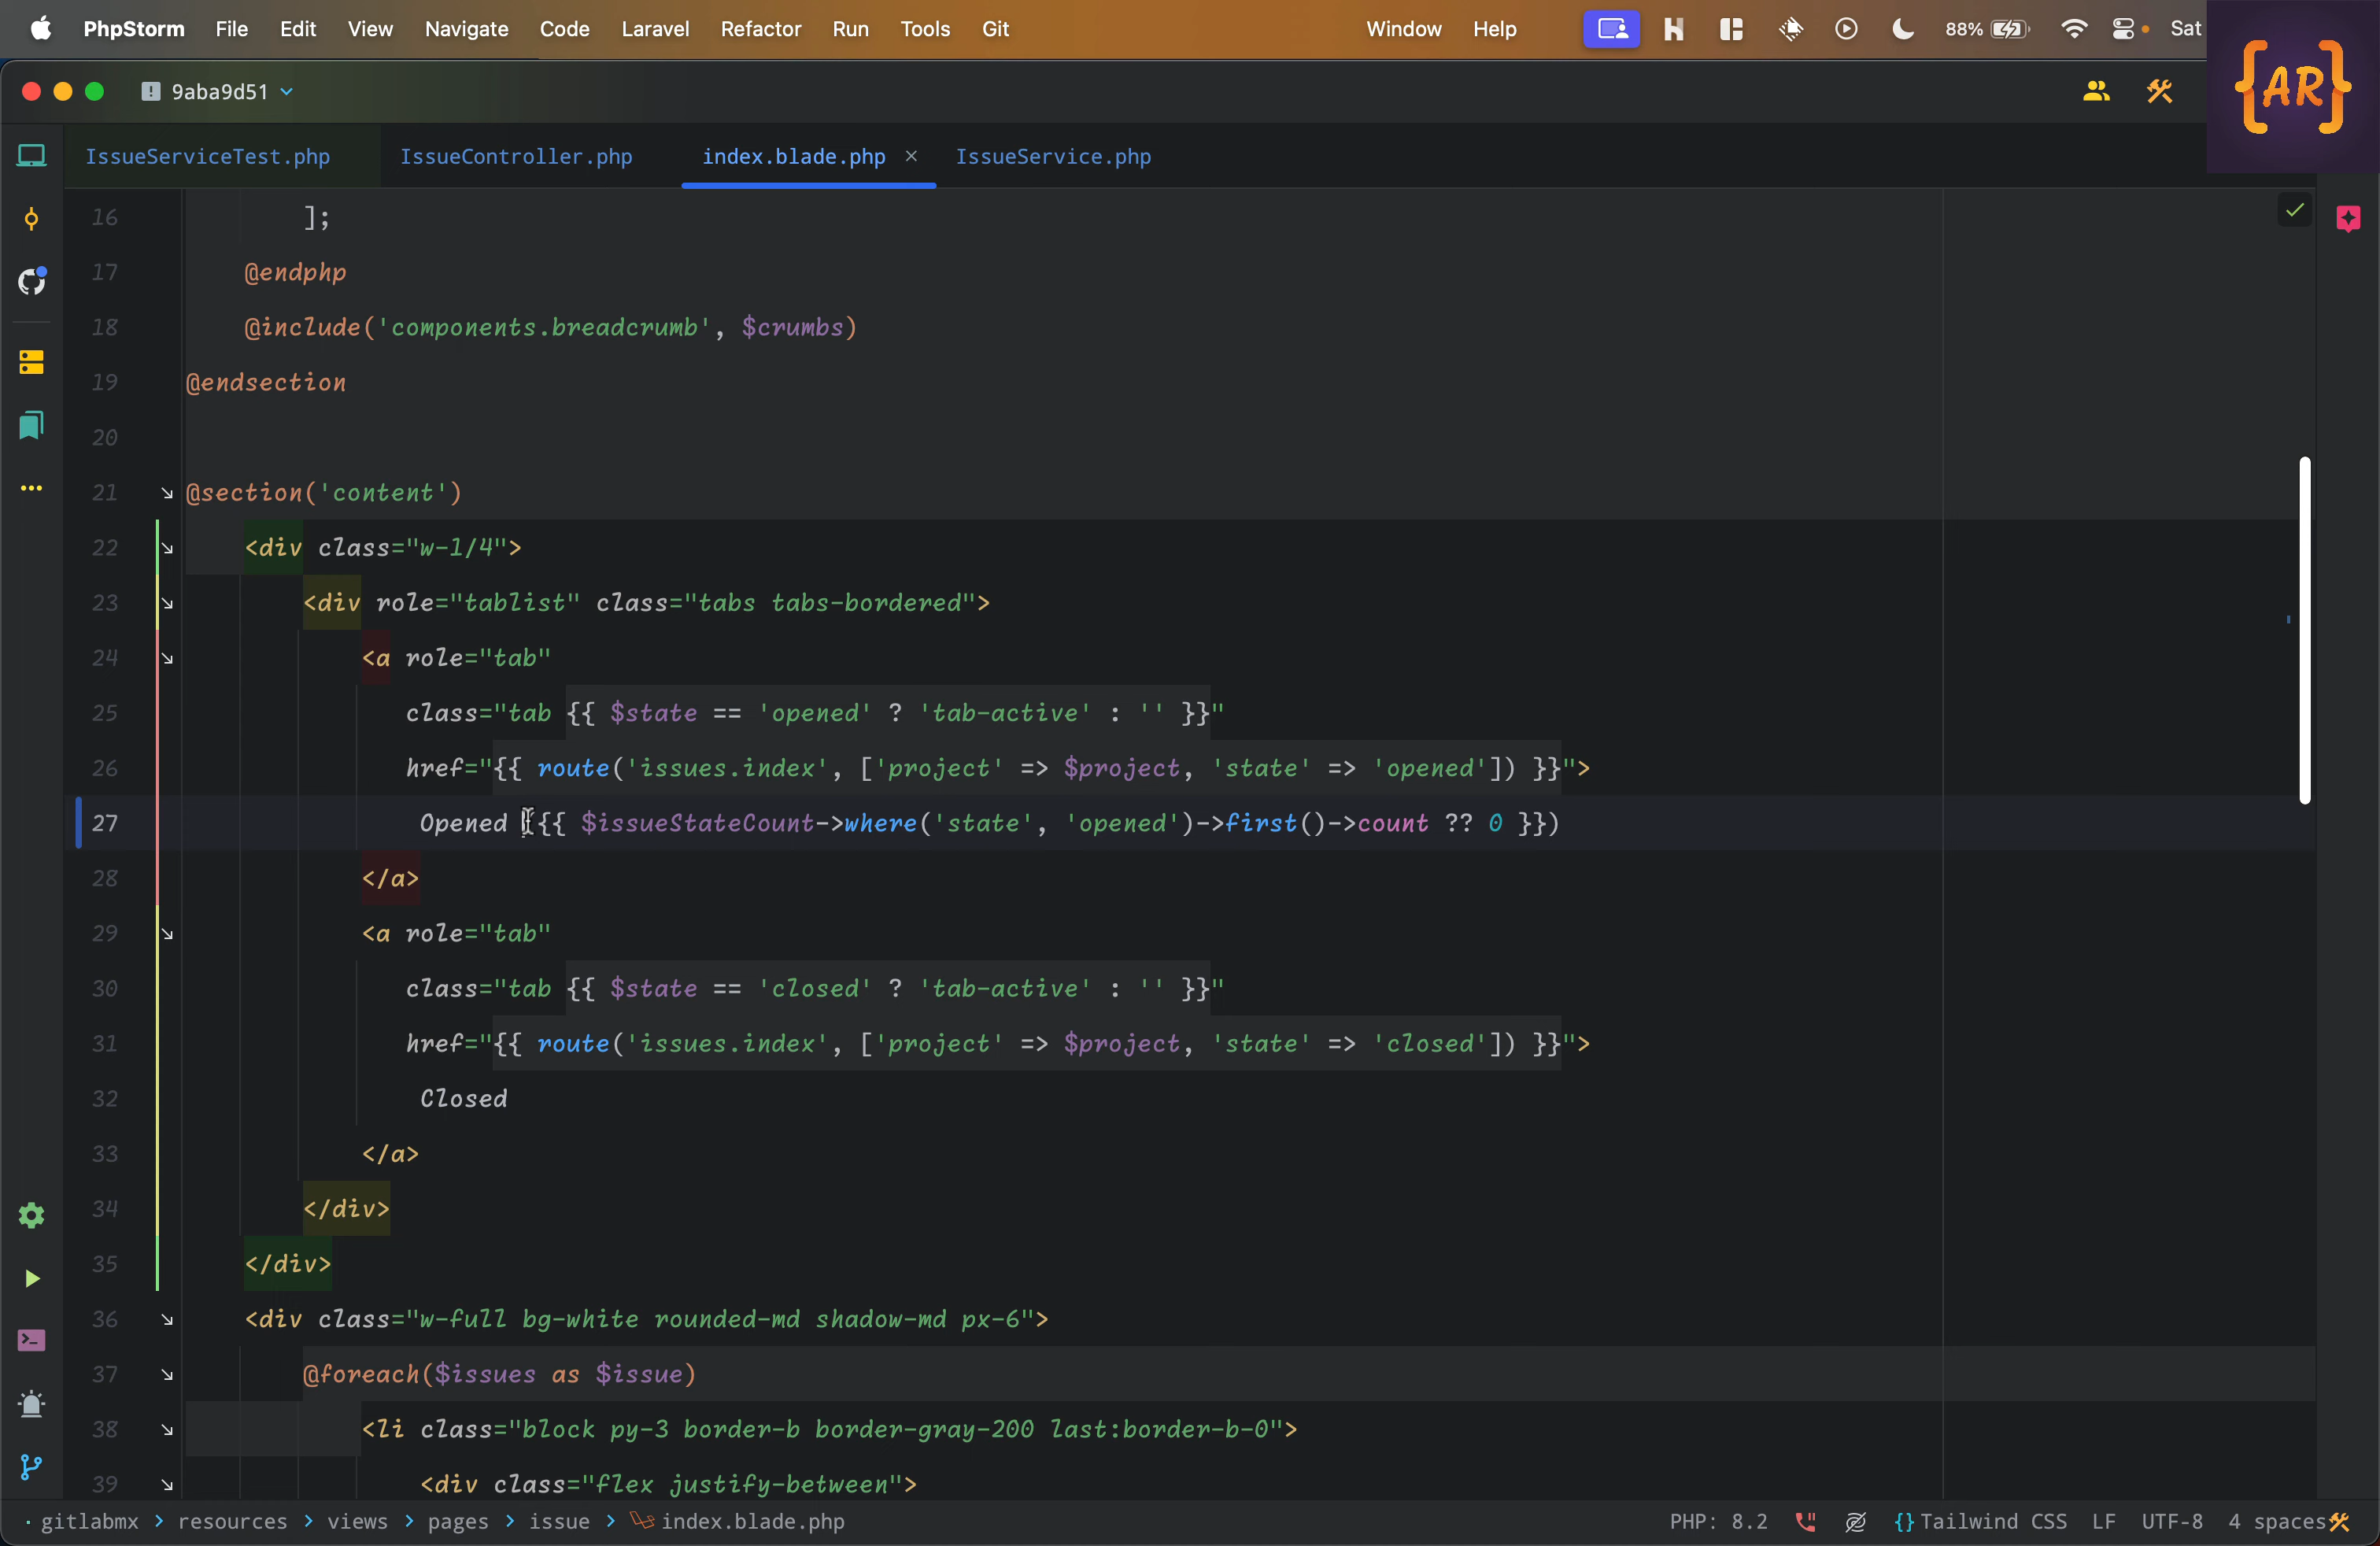 PhpStorm File Edit View Navigate Code Laravel Refactor Run Tools Git Window Help 88% Sat
{AR}
9aba9d51
IssueServiceTest.php IssueController.php index.blade.php IssueService.php
16 ];
17 @endphp
18 @include('components.breadcrumb', $crumbs)
19 @endsection
20
21 @section('content')
22 <div class="w-1/4">
23 <div role="tablist" class="tabs tabs-bordered">
24 <a role="tab"
25 class="tab {{ $state == 'opened' ? 'tab-active' : '' }}"
26 href="{{ route('issues.index', ['project' => $project, 'state' => 'opened']) }}">
27 Opened ({{ $issueStateCount->where('state', 'opened')->first()->count ?? 0 }})
28 </a>
29 <a role="tab"
30 class="tab {{ $state == 'closed' ? 'tab-active' : '' }}"
31 href="{{ route('issues.index', ['project' => $project, 'state' => 'closed']) }}">
32 Closed
33 </a>
34 </div>
35 </div>
36 <div class="w-full bg-white rounded-md shadow-md px-6">
37 @foreach($issues as $issue)
38 <li class="block py-3 border-b border-gray-200 last:border-b-0">
39 <div class="flex justify-between">
gitlabmx > resources > views > pages > issue > index.blade.php PHP: 8.2 {} Tailwind CSS LF UTF-8 4 spaces